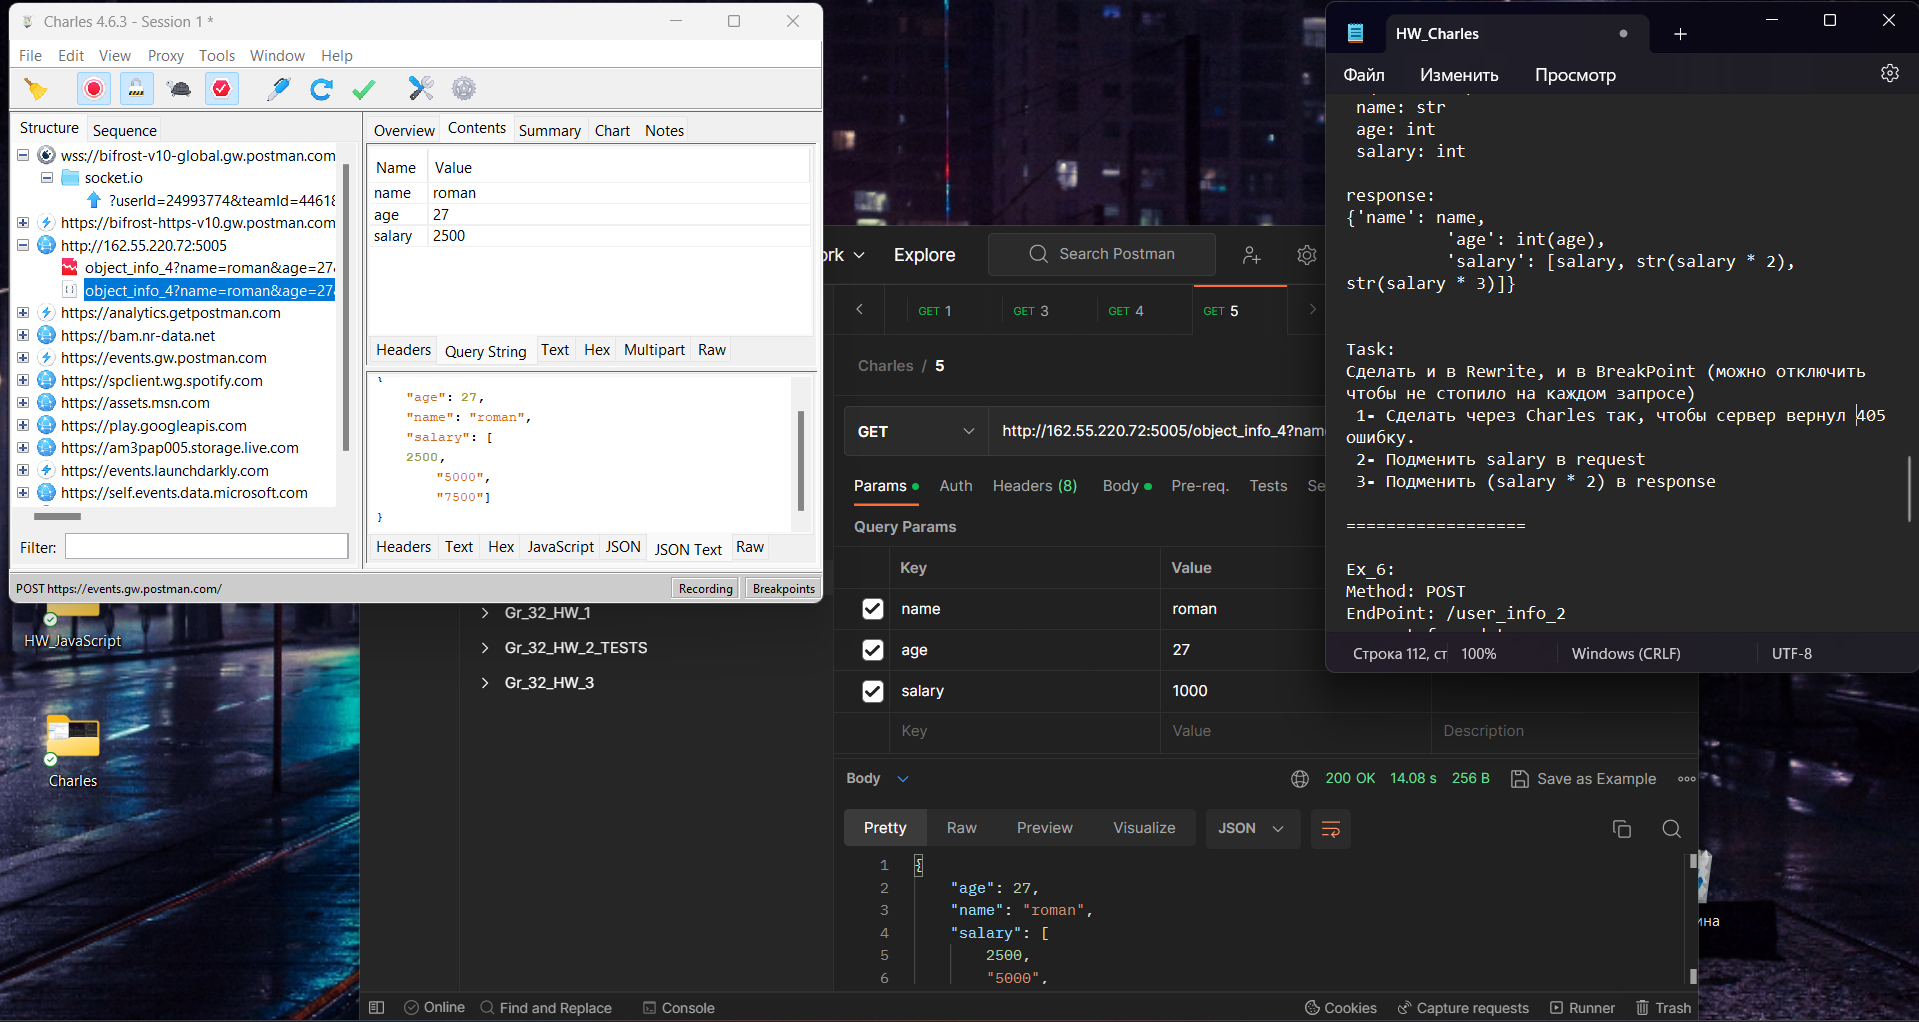 Charles 4.6.3 - Session 1 *
File Edit View Proxy Tools Window Help
Structure Sequence
wss://bifrost-v10-global.gw.postman.com
socket.io
?userId=24993774&teamId=44618
https://bifrost-https-v10.gw.postman.com
http://162.55.220.72:5005
object_info_4?name=roman&age=27
object_info_4?name=roman&age=27
https://analytics.getpostman.com
https://bam.nr-data.net
https://events.gw.postman.com
https://spclient.wg.spotify.com
https://assets.msn.com
https://play.googleapis.com
https://am3pap005.storage.live.com
https://events.launchdarkly.com
https://self.events.data.microsoft.com
Filter:
Overview Contents Summary Chart Notes
Name Value
name roman
age 27
salary 2500
Headers Query String Text Hex Multipart Raw
{
"age": 27,
"name": "roman",
"salary": [
2500,
"5000",
"7500"]
}
Headers Text Hex JavaScript JSON JSON Text Raw
POST https://events.gw.postman.com/ Recording Breakpoints
HW_JavaScript
Charles
Gr_32_HW_1
Gr_32_HW_2_TESTS
Gr_32_HW_3
Explore Search Postman
GET 1 GET 3 GET 4 GET 5
Charles / 5
GET http://162.55.220.72:5005/object_info_4?nam
Params Auth Headers (8) Body Pre-req. Tests Se
Query Params
Key Value
name roman
age 27
salary 1000
Key Value Description
Body 200 OK 14.08 s 256 B Save as Example
Pretty Raw Preview Visualize JSON
1 {
2 "age": 27,
3 "name": "roman",
4 "salary": [
5 2500,
6 "5000",
Online Find and Replace Console Cookies Capture requests Runner Trash
HW_Charles
Файл Изменить Просмотр
name: str
age: int
salary: int
response:
{'name': name,
'age': int(age),
'salary': [salary, str(salary * 2),
str(salary * 3)]}
Task:
Сделать и в Rewrite, и в BreakPoint (можно отключить
чтобы не стопило на каждом запросе)
1- Сделать через Charles так, чтобы сервер вернул 405
ошибку.
2- Подменить salary в request
3- Подменить (salary * 2) в response
==================
Ex_6:
Method: POST
EndPoint: /user_info_2
Строка 112, ст 100% Windows (CRLF) UTF-8